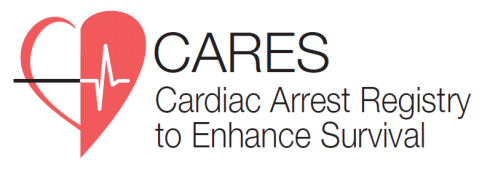 CARES
Cardiac Arrest Registry
to Enhance Survival